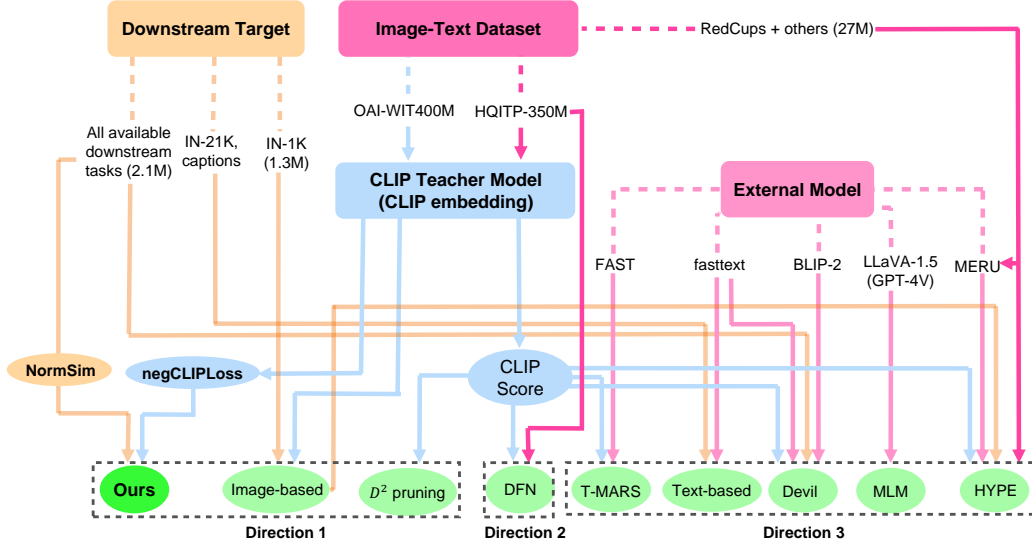 Downstream Target
Image-Text Dataset
RedCups + others (27M)
OAI-WIT400M
HQITP-350M
All available
downstream
tasks (2.1M)
IN-21K,
captions
IN-1K
(1.3M)
CLIP Teacher Model
(CLIP embedding)
External Model
FAST
fasttext
BLIP-2
LLaVA-1.5
(GPT-4V)
MERU
NormSim
negCLIPLoss
CLIP
Score
Ours
Image-based
D² pruning
DFN
T-MARS
Text-based
Devil
MLM
HYPE
Direction 1
Direction 2
Direction 3